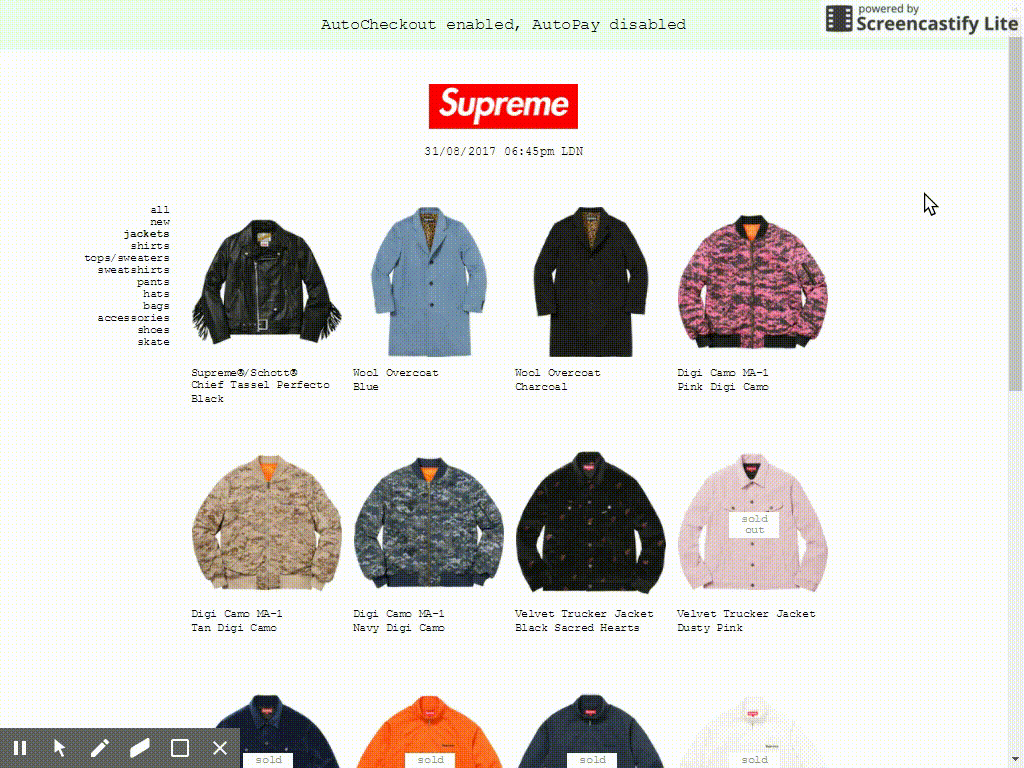 AutoCheckout enabled, AutoPay disabled
powered by
Screencastify Lite
Supreme
31/08/2017 06:45pm LDN
all
new
jackets
shirts
tops/sweaters
sweatshirts
pants
hats
bags
accessories
shoes
skate
Supreme®/Schott®
Chief Tassel Perfecto
Black
Wool Overcoat
Blue
Wool Overcoat
Charcoal
Digi Camo MA-1
Pink Digi Camo
sold
out
Digi Camo MA-1
Tan Digi Camo
Digi Camo MA-1
Navy Digi Camo
Velvet Trucker Jacket
Black Sacred Hearts
Velvet Trucker Jacket
Dusty Pink
sold
sold
sold
sold